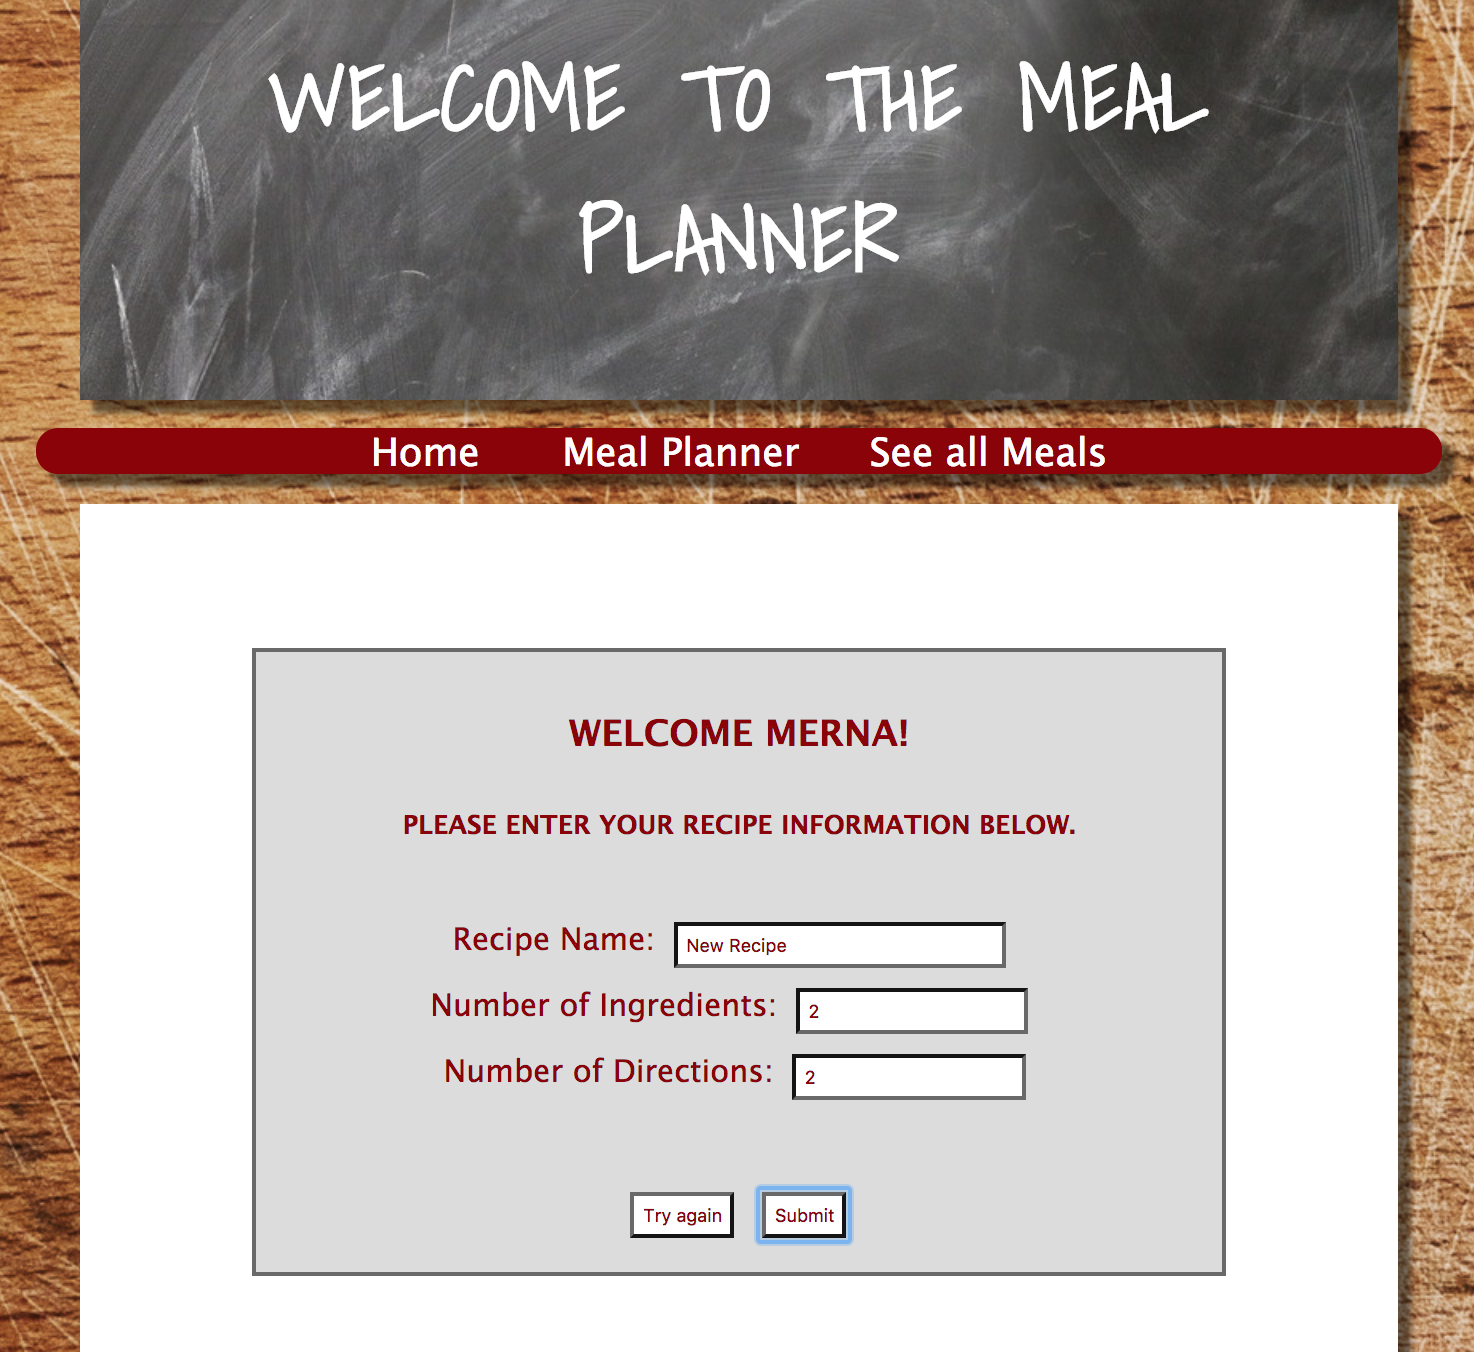 WELCOME TO THE MEAL
PLANNER
Home Meal Planner See all Meals
WELCOME MERNA!
PLEASE ENTER YOUR RECIPE INFORMATION BELOW.
Recipe Name: New Recipe
Number of Ingredients: 2
Number of Directions: 2
Try again Submit